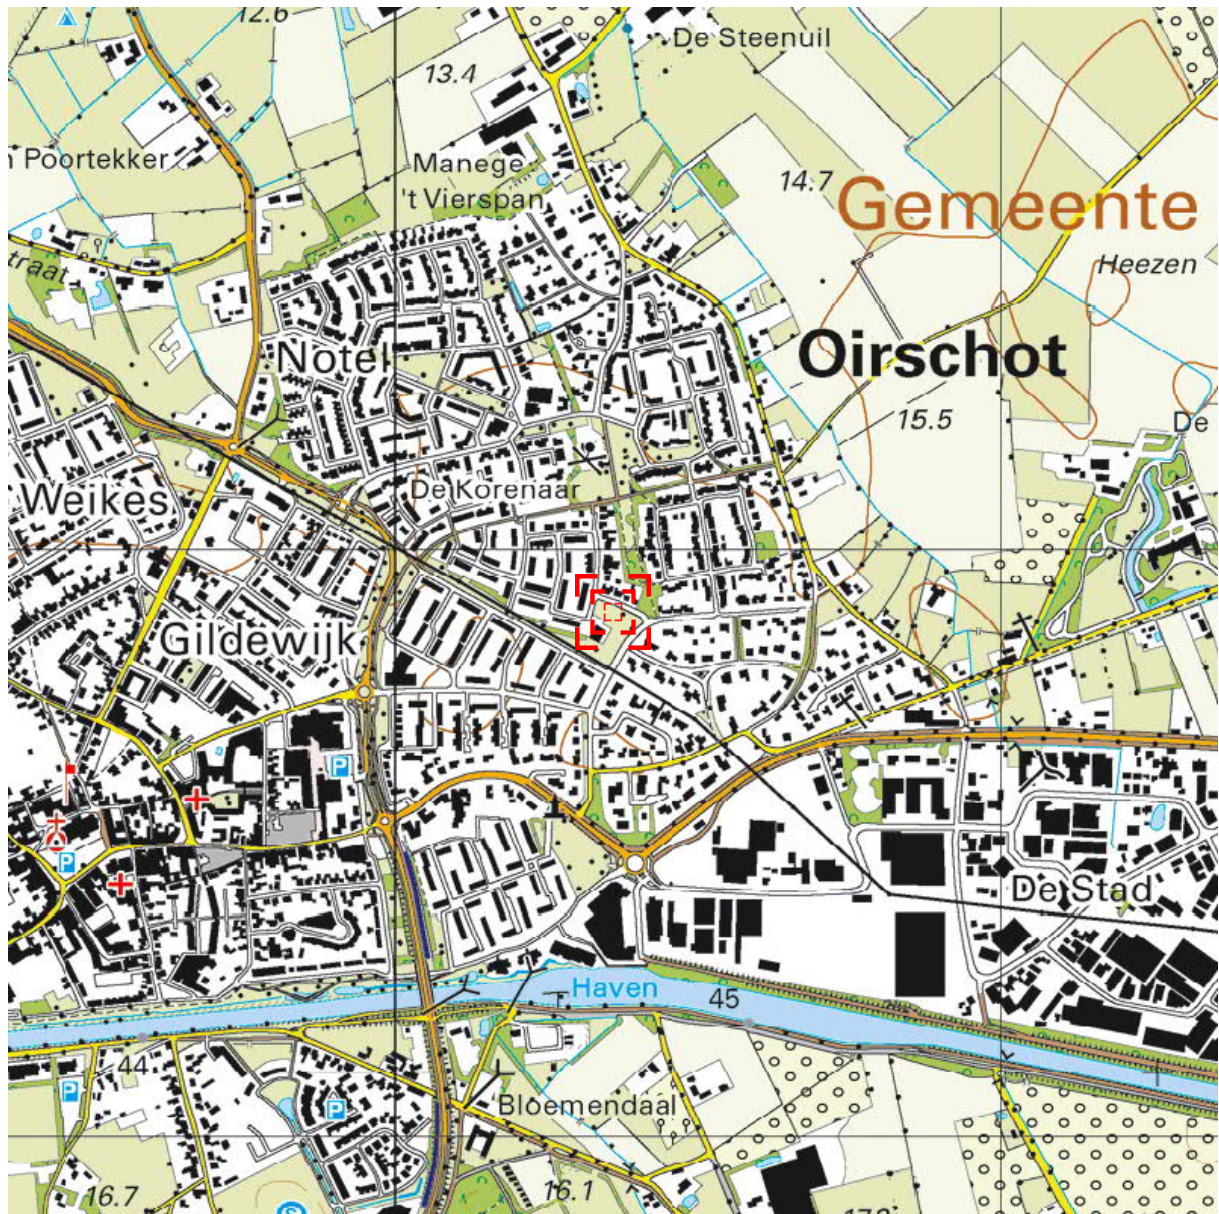 12.6
De Steenuil
13.4
n Poortekker
Manege
't Vierspan
14.7
Gemeente
traat
Heezen
Notel
Oirschot
15.5
De
Weikes
De Korenaar
Gildewijk
P
De Stad
P
Haven
45
44
P
P
Bloemendaal
16.7
16.1
S